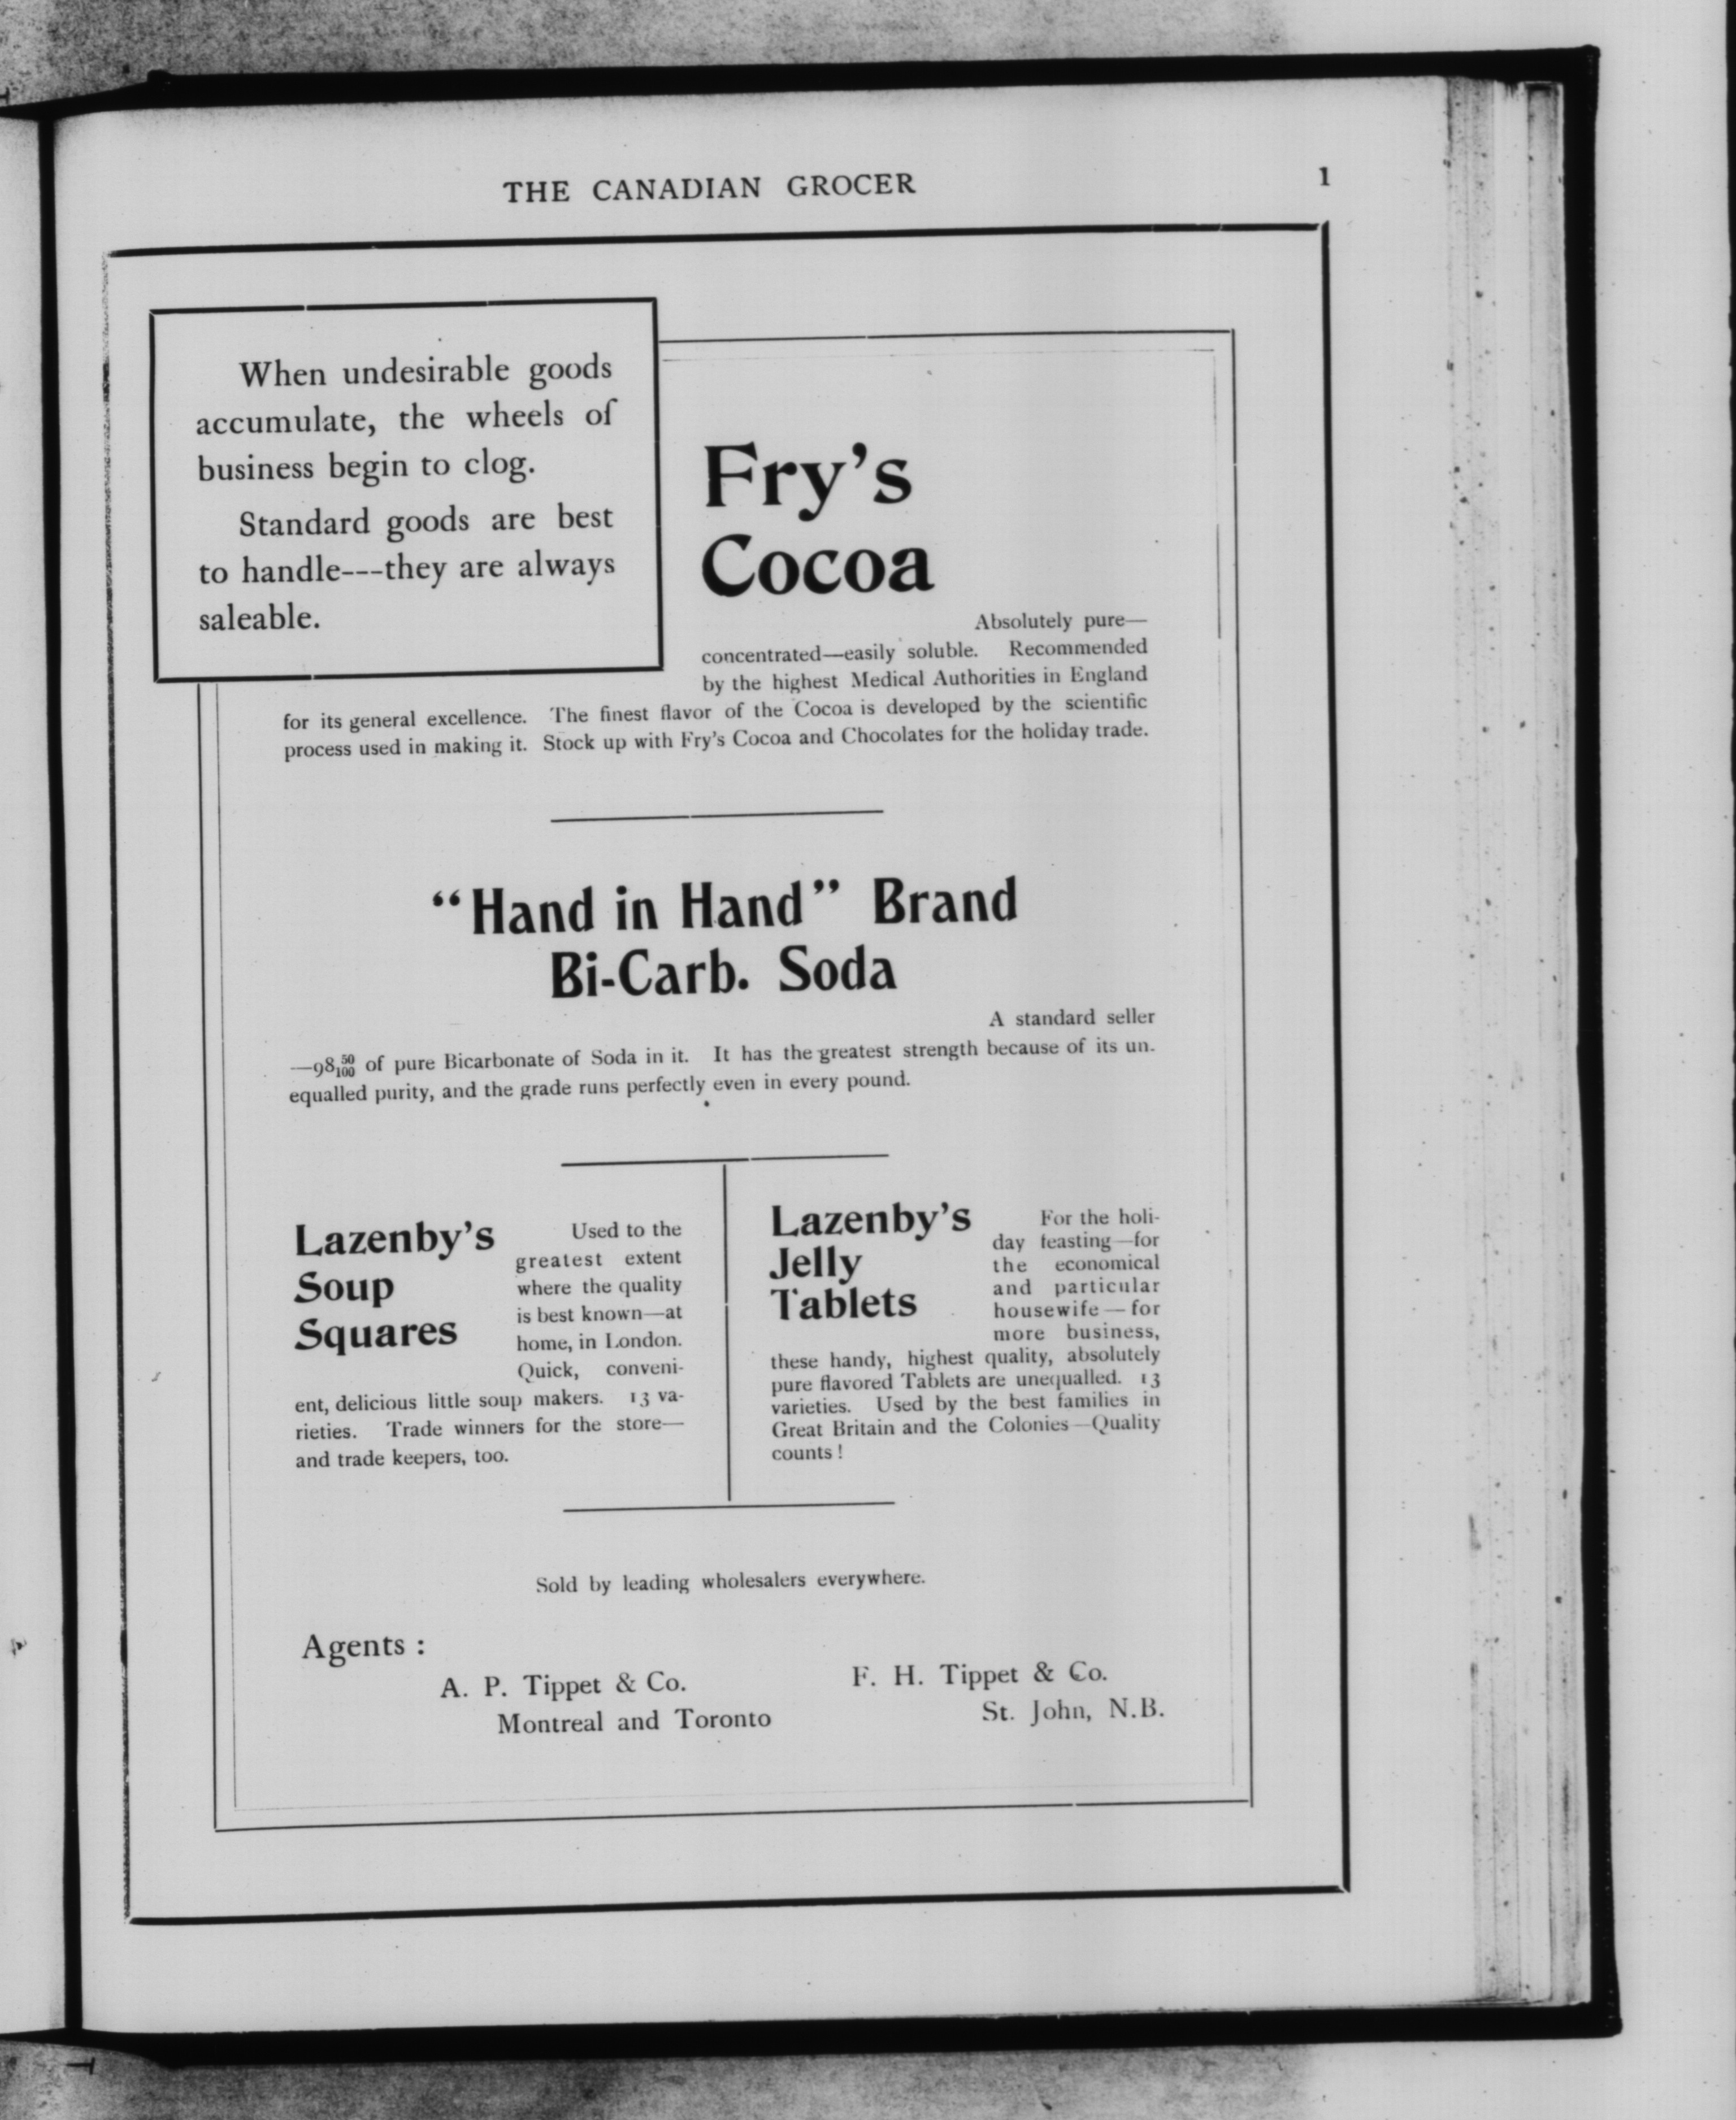 THE CANADIAN GROCER 1
When undesirable goods
accumulate, the wheels of
business begin to clog.
Standard goods are best
to handle---they are always
saleable.
Fry's
Cocoa
Absolutely pure—
concentrated—easily soluble. Recommended
by the highest Medical Authorities in England
for its general excellence. The finest flavor of the Cocoa is developed by the scientific
process used in making it. Stock up with Fry's Cocoa and Chocolates for the holiday trade.
“Hand in Hand” Brand
Bi-Carb. Soda
A standard seller
—98 50/100 of pure Bicarbonate of Soda in it. It has the greatest strength because of its un-
equalled purity, and the grade runs perfectly even in every pound.
Lazenby's
Soup
Squares
Used to the
greatest extent
where the quality
is best known—at
home, in London.
Quick, conveni-
ent, delicious little soup makers. 13 va-
rieties. Trade winners for the store—
and trade keepers, too.
Lazenby's
Jelly
Tablets
For the holi-
day feasting—for
the economical
and particular
housewife—for
more business,
these handy, highest quality, absolutely
pure flavored Tablets are unequalled. 13
varieties. Used by the best families in
Great Britain and the Colonies—Quality
counts!
Sold by leading wholesalers everywhere.
Agents :
A. P. Tippet & Co.
Montreal and Toronto
F. H. Tippet & Co.
St. John, N.B.